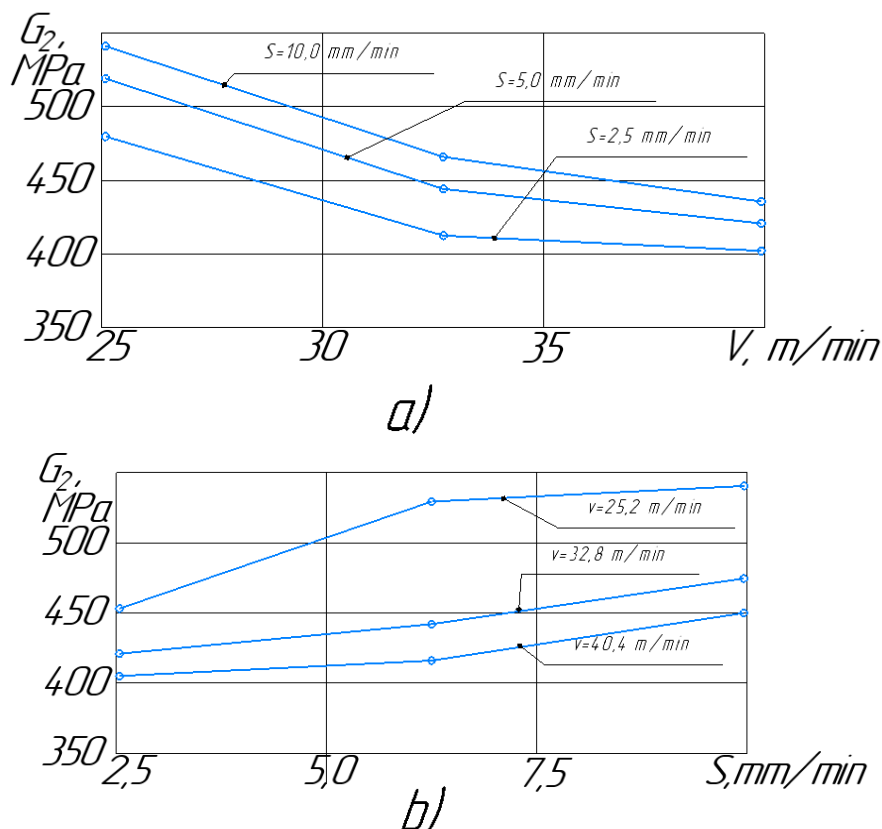 G2,
MPa
S=10,0 mm/min
S=5,0 mm/min
S=2,5 mm/min
500
450
400
350
25 30 35 V, m/min
a)
G2,
MPa
v=25,2 m/min
v=32,8 m/min
v=40,4 m/min
500
450
400
350
2,5 5,0 7,5 S,mm/min
b)